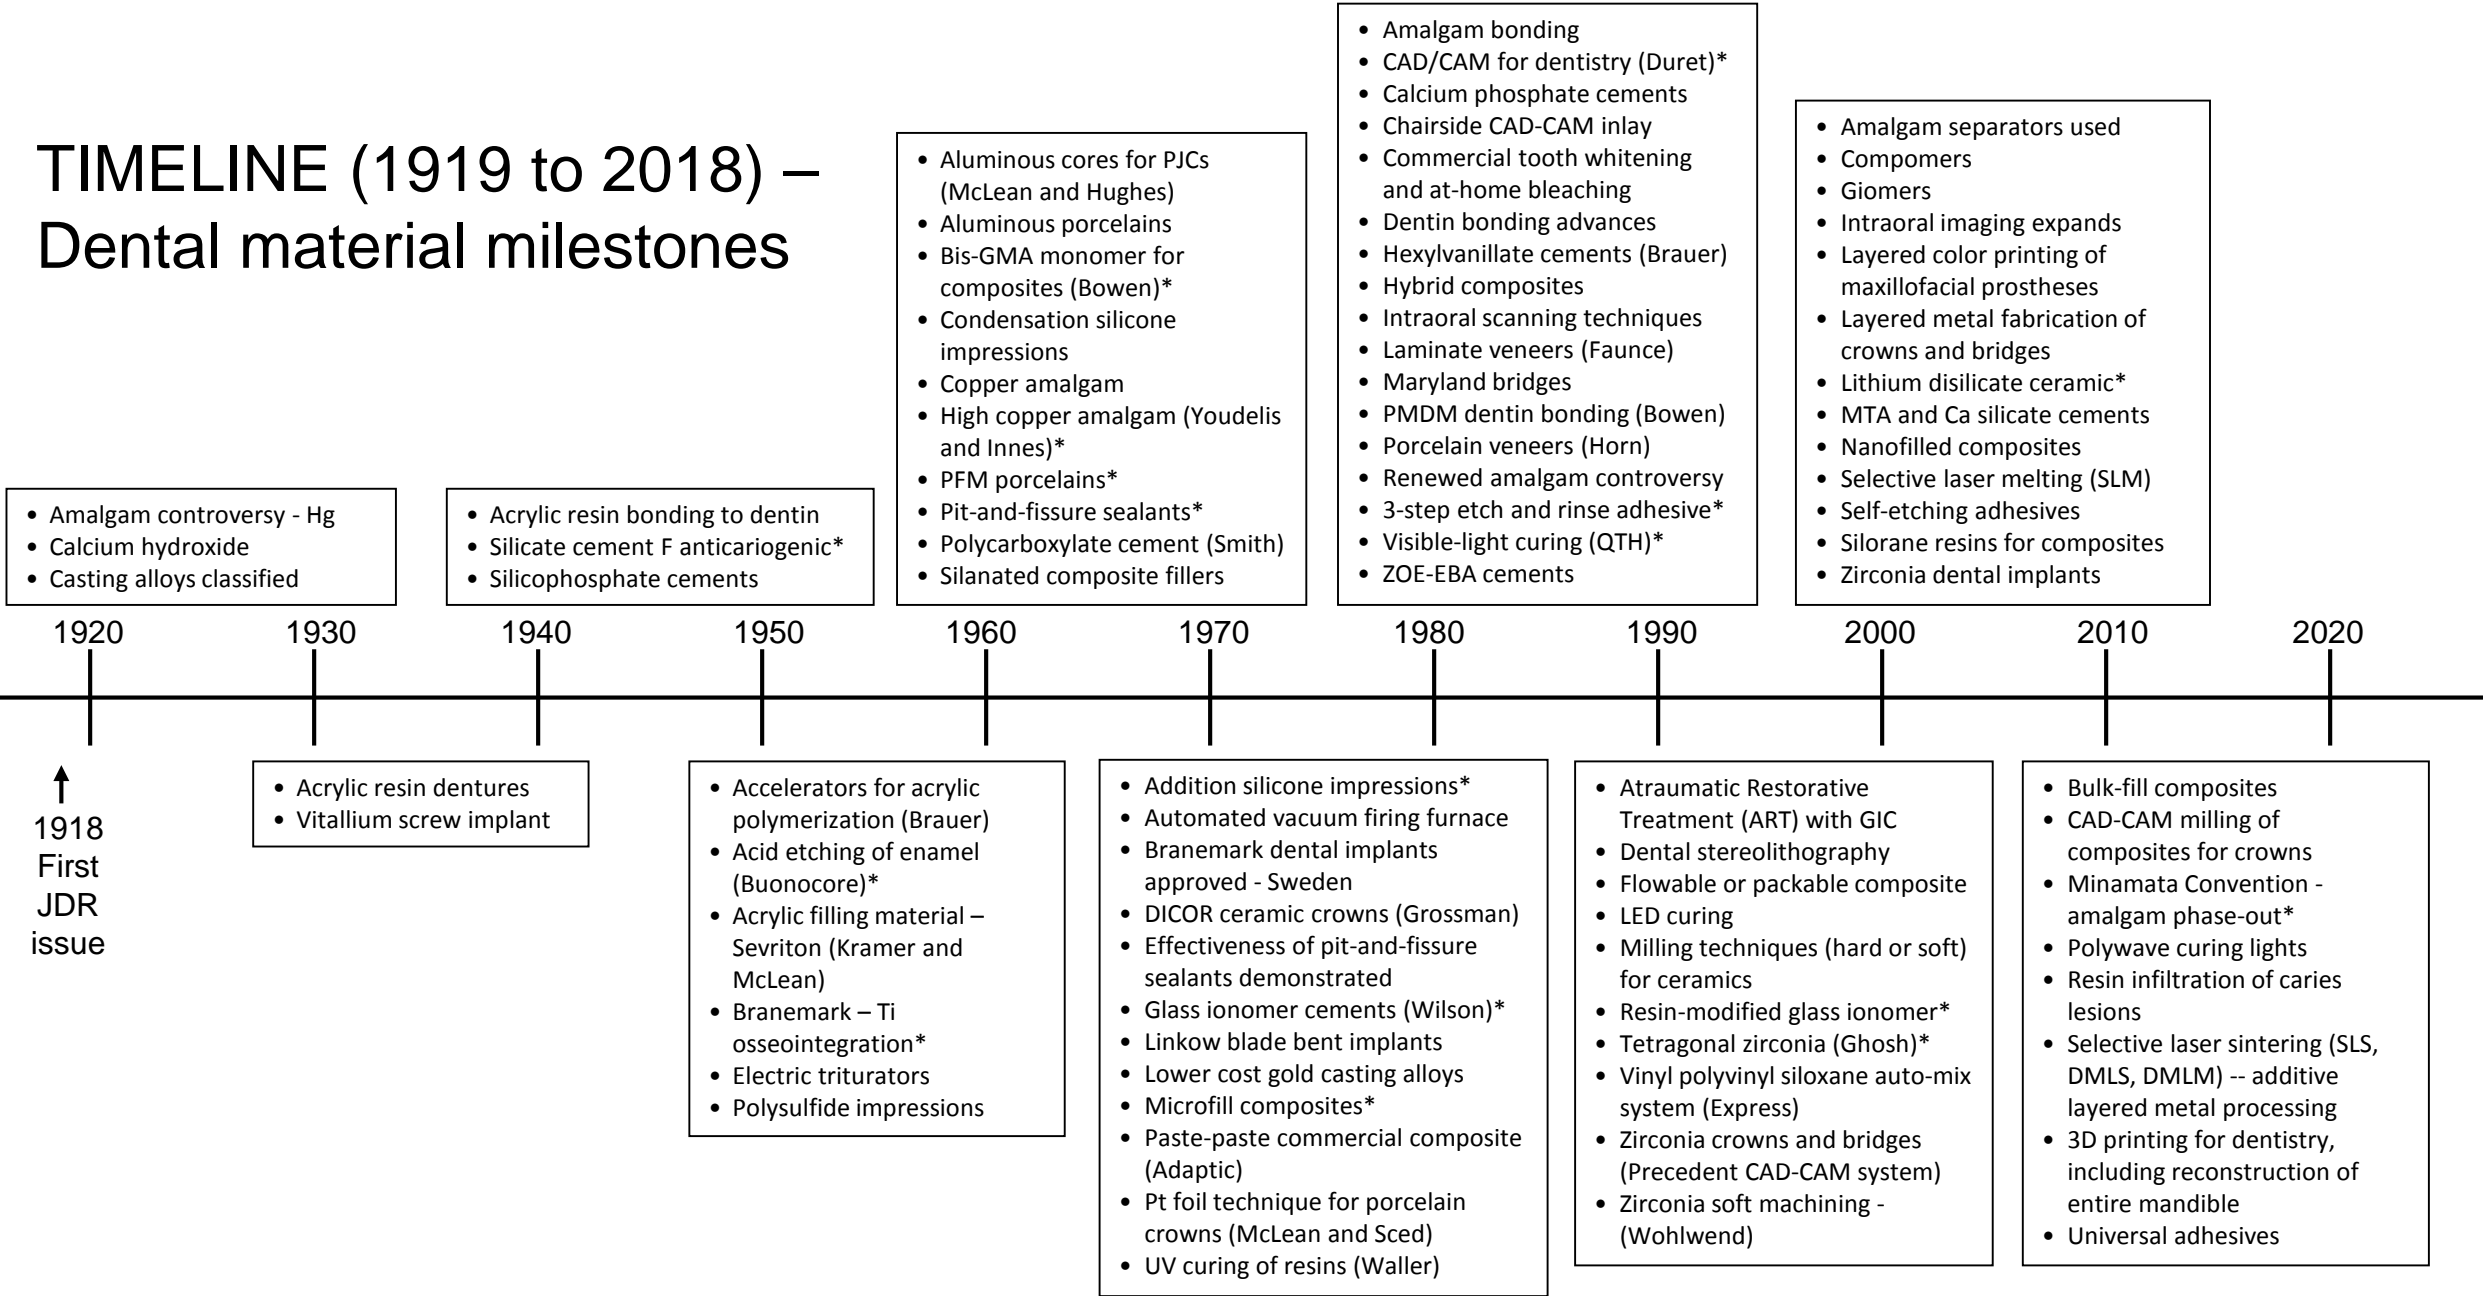 TIMELINE (1919 to 2018) –
Dental material milestones
• Amalgam controversy - Hg
• Calcium hydroxide
• Casting alloys classified
• Acrylic resin bonding to dentin
• Silicate cement F anticariogenic*
• Silicophosphate cements
• Aluminous cores for PJCs
(McLean and Hughes)
• Aluminous porcelains
• Bis-GMA monomer for
composites (Bowen)*
• Condensation silicone
impressions
• Copper amalgam
• High copper amalgam (Youdelis
and Innes)*
• PFM porcelains*
• Pit-and-fissure sealants*
• Polycarboxylate cement (Smith)
• Silanated composite fillers
• Amalgam bonding
• CAD/CAM for dentistry (Duret)*
• Calcium phosphate cements
• Chairside CAD-CAM inlay
• Commercial tooth whitening
and at-home bleaching
• Dentin bonding advances
• Hexylvanillate cements (Brauer)
• Hybrid composites
• Intraoral scanning techniques
• Laminate veneers (Faunce)
• Maryland bridges
• PMDM dentin bonding (Bowen)
• Porcelain veneers (Horn)
• Renewed amalgam controversy
• 3-step etch and rinse adhesive*
• Visible-light curing (QTH)*
• ZOE-EBA cements
• Amalgam separators used
• Compomers
• Giomers
• Intraoral imaging expands
• Layered color printing of
maxillofacial prostheses
• Layered metal fabrication of
crowns and bridges
• Lithium disilicate ceramic*
• MTA and Ca silicate cements
• Nanofilled composites
• Selective laser melting (SLM)
• Self-etching adhesives
• Silorane resins for composites
• Zirconia dental implants
1920 1930 1940 1950 1960 1970 1980 1990 2000 2010 2020
1918
First
JDR
issue
• Acrylic resin dentures
• Vitallium screw implant
• Accelerators for acrylic
polymerization (Brauer)
• Acid etching of enamel
(Buonocore)*
• Acrylic filling material –
Sevriton (Kramer and
McLean)
• Branemark – Ti
osseointegration*
• Electric triturators
• Polysulfide impressions
• Addition silicone impressions*
• Automated vacuum firing furnace
• Branemark dental implants
approved - Sweden
• DICOR ceramic crowns (Grossman)
• Effectiveness of pit-and-fissure
sealants demonstrated
• Glass ionomer cements (Wilson)*
• Linkow blade bent implants
• Lower cost gold casting alloys
• Microfill composites*
• Paste-paste commercial composite
(Adaptic)
• Pt foil technique for porcelain
crowns (McLean and Sced)
• UV curing of resins (Waller)
• Atraumatic Restorative
Treatment (ART) with GIC
• Dental stereolithography
• Flowable or packable composite
• LED curing
• Milling techniques (hard or soft)
for ceramics
• Resin-modified glass ionomer*
• Tetragonal zirconia (Ghosh)*
• Vinyl polyvinyl siloxane auto-mix
system (Express)
• Zirconia crowns and bridges
(Precedent CAD-CAM system)
• Zirconia soft machining -
(Wohlwend)
• Bulk-fill composites
• CAD-CAM milling of
composites for crowns
• Minamata Convention -
amalgam phase-out*
• Polywave curing lights
• Resin infiltration of caries
lesions
• Selective laser sintering (SLS,
DMLS, DMLM) -- additive
layered metal processing
• 3D printing for dentistry,
including reconstruction of
entire mandible
• Universal adhesives